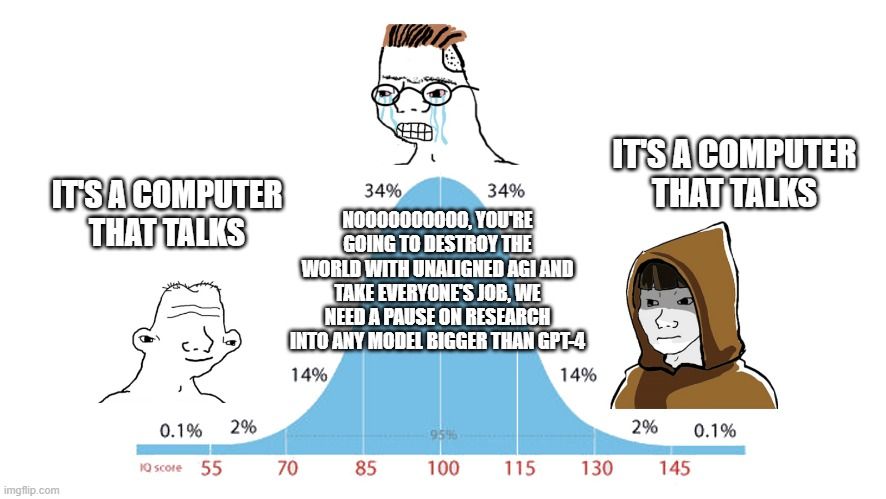 IT'S A COMPUTER
THAT TALKS
IT'S A COMPUTER
THAT TALKS
34%
34%
NOOOOOOOOOO, YOU'RE
GOING TO DESTROY THE
WORLD WITH UNALIGNED AGI AND
TAKE EVERYONE'S JOB, WE
NEED A PAUSE ON RESEARCH
INTO ANY MODEL BIGGER THAN GPT-4
14%
14%
0.1%
2%
95%
2%
0.1%
IQ score
55
70
85
100
115
130
145
imgflip.com